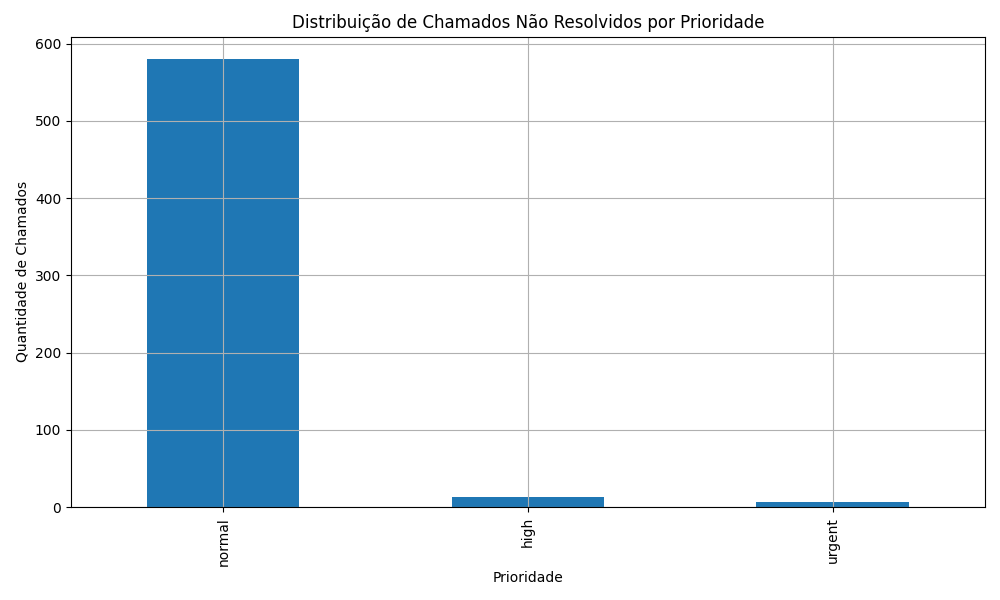 Distribuição de Chamados Não Resolvidos por Prioridade
600
500
400
300
200
100
0
Quantidade de Chamados
normal
high
urgent
Prioridade